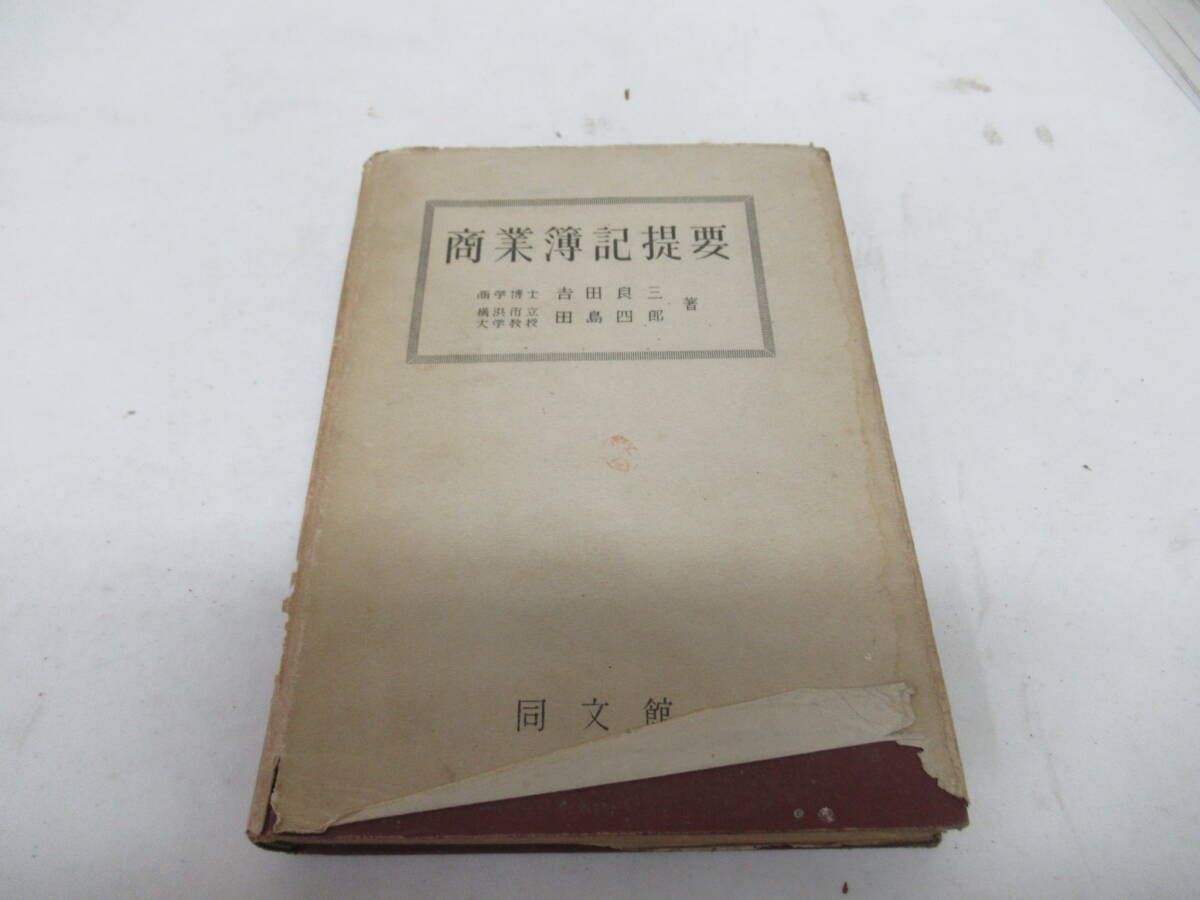 商業簿記提要
商学博士 吉田良三
横浜市立
大学教授 田島四郎 著
同文館